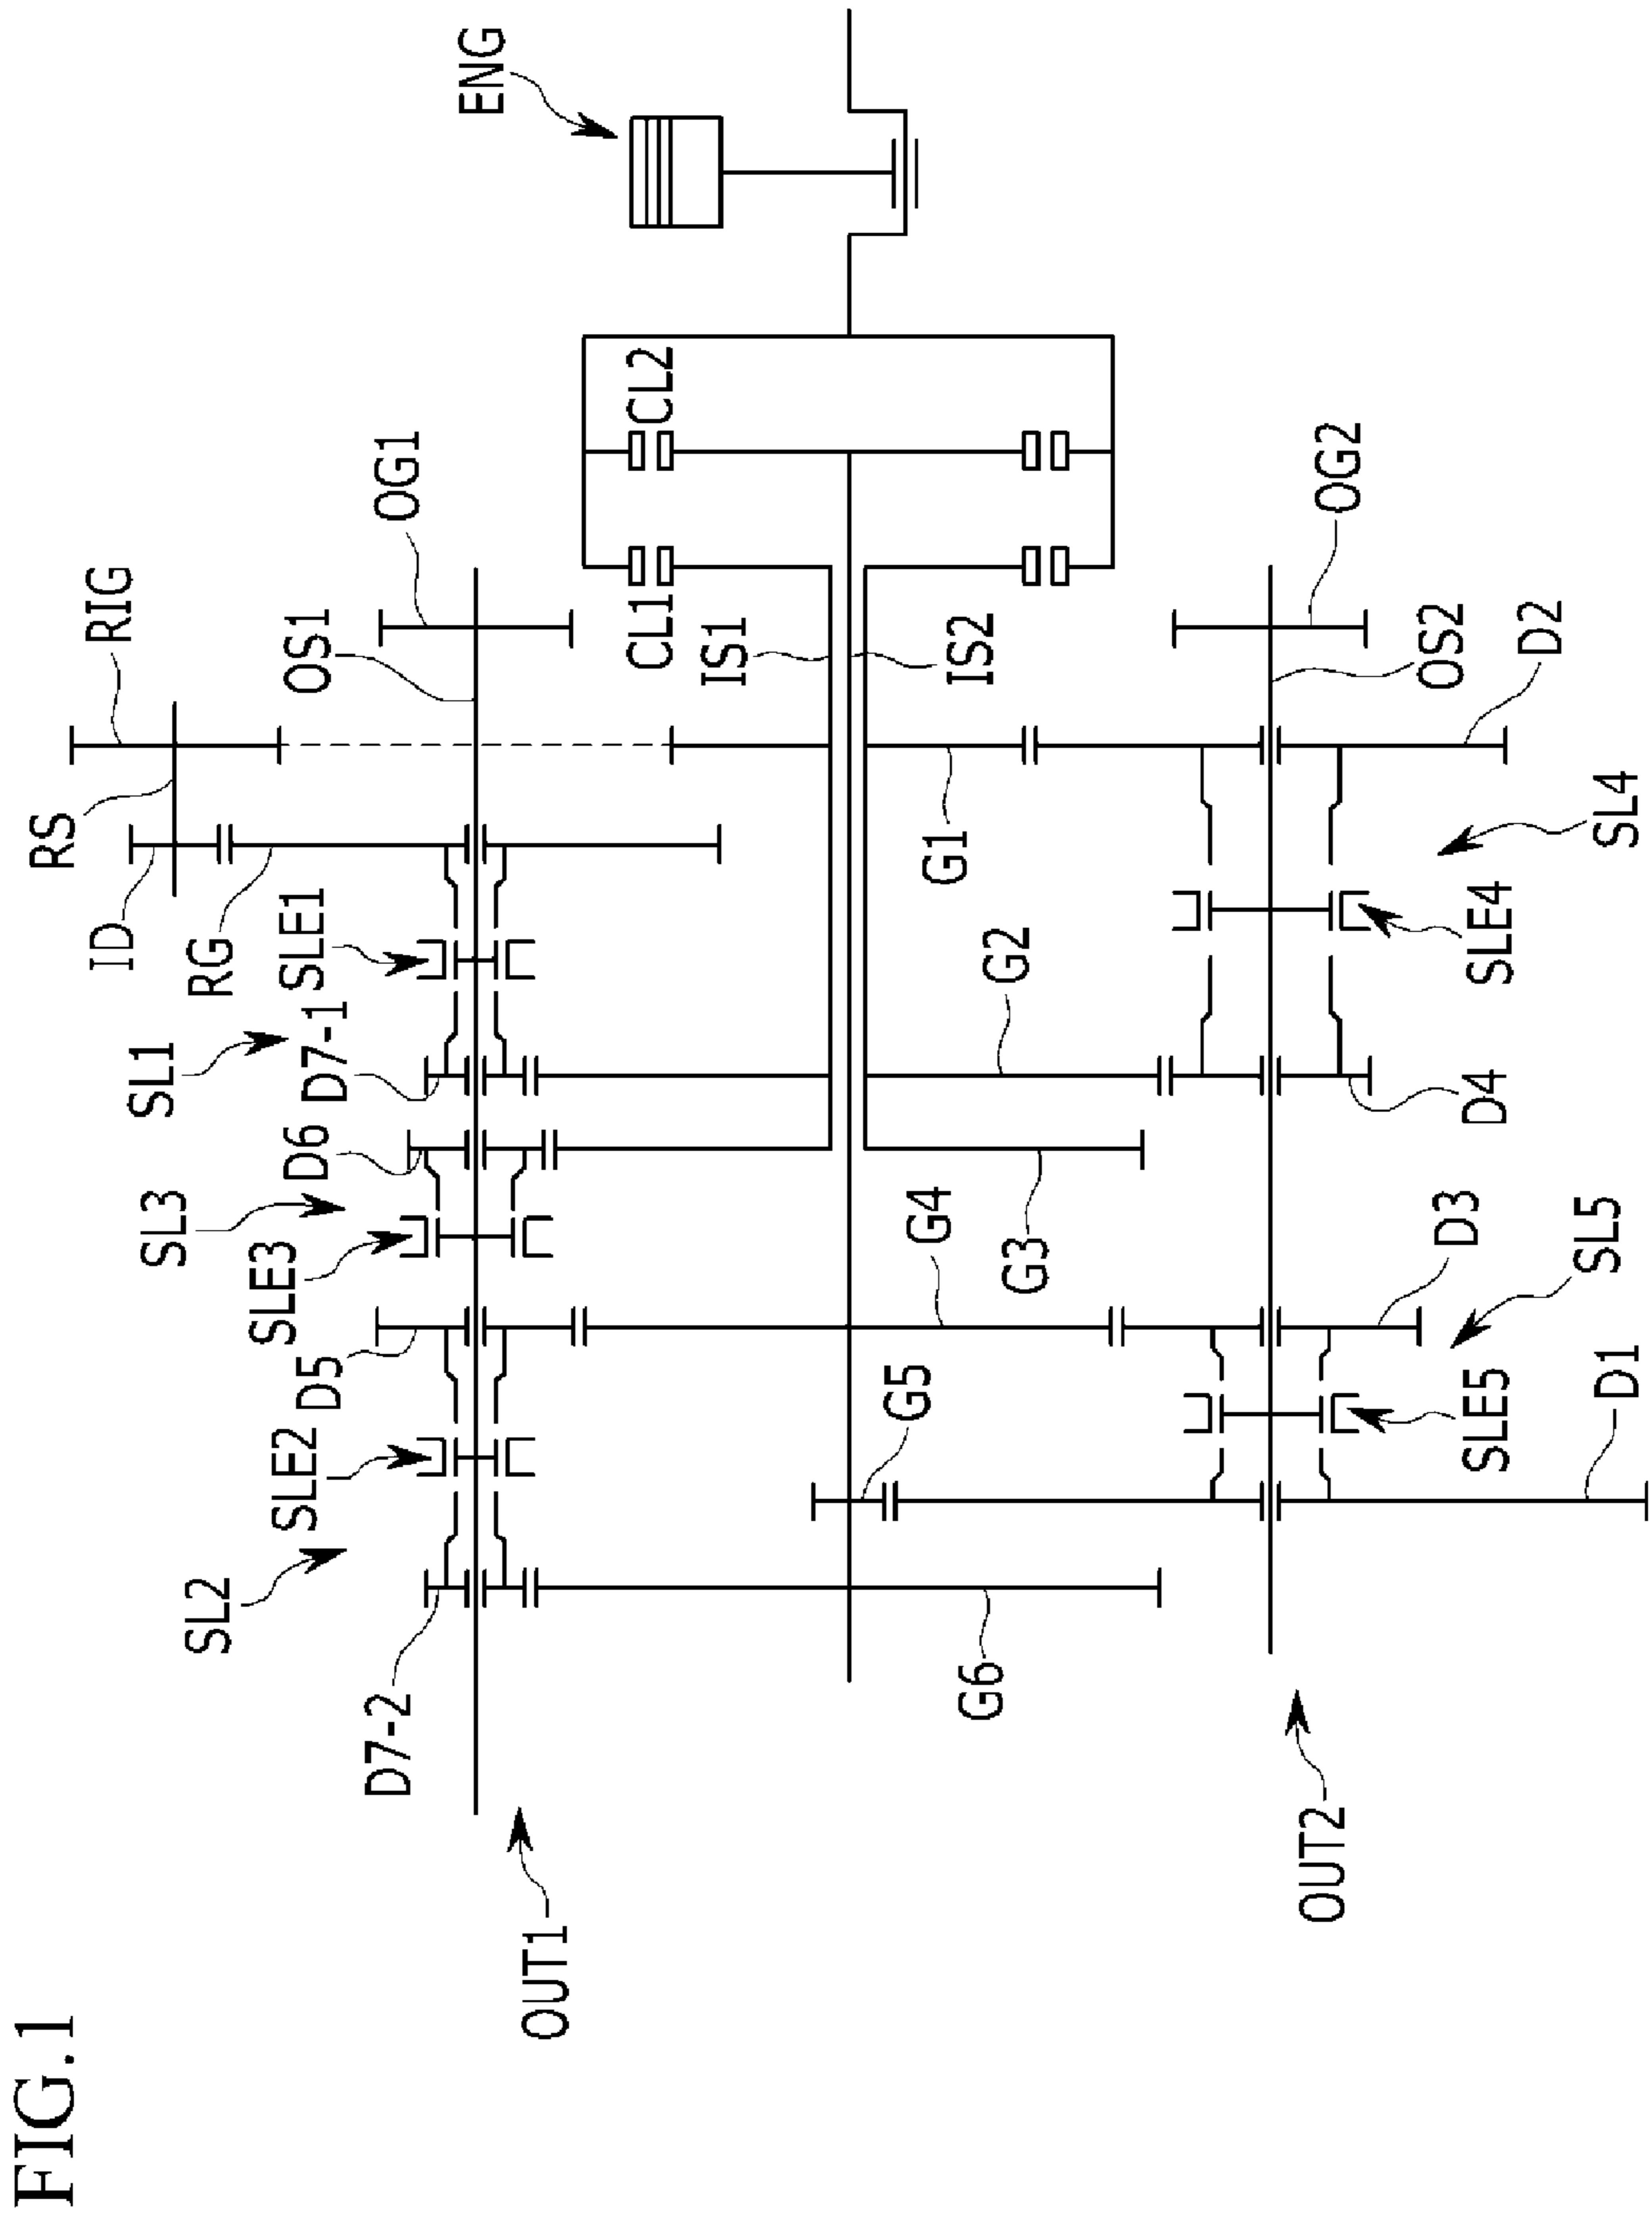 FIG.1
ENG
CL2
OG1
OG2
RIG
OS1
CL1
IS1
IS2
OS2
D2
RS
ID
RG
SLE1
G1
SL4
SLE4
SL1
D7-1
G2
D4
D6
SL3
SLE3
G4
G3
D3
SL5
D5
G5
SLE5
D1
SLE2
SL2
D7-2
G6
OUT1
OUT2